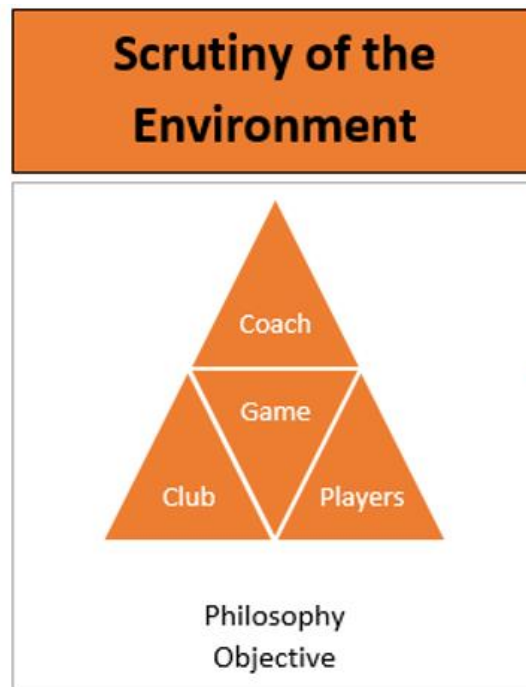 Scrutiny of the
Environment
Coach
Game
Club Players
Philosophy
Objective